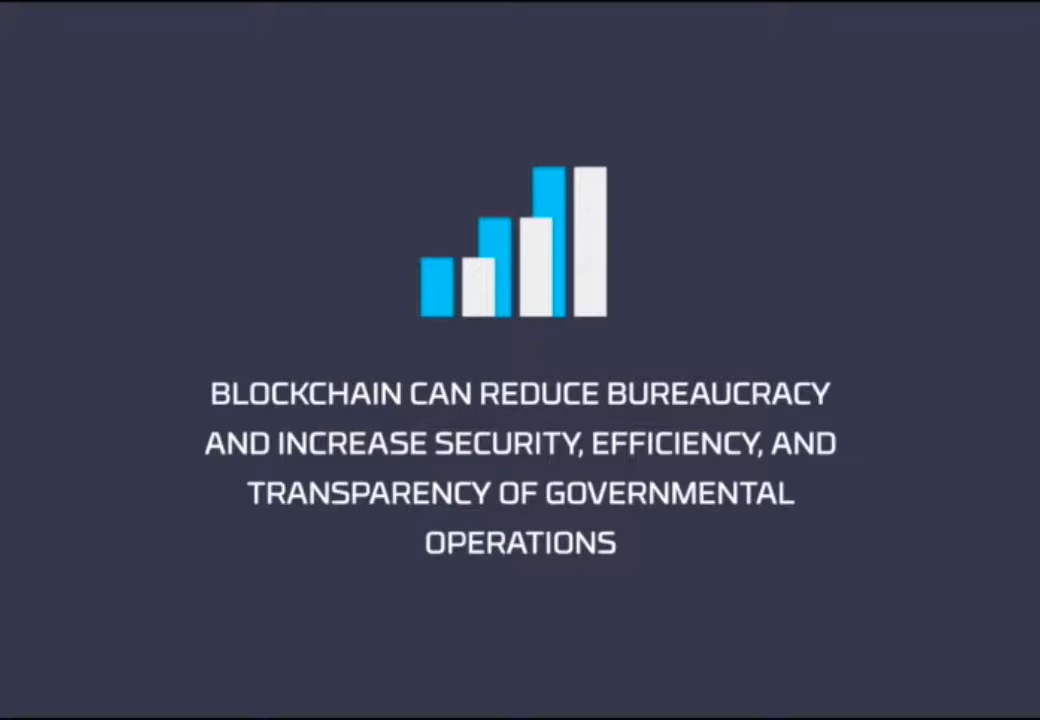 BLOCKCHAIN CAN REDUCE BUREAUCRACY
AND INCREASE SECURITY, EFFICIENCY, AND
TRANSPARENCY OF GOVERNMENTAL
OPERATIONS